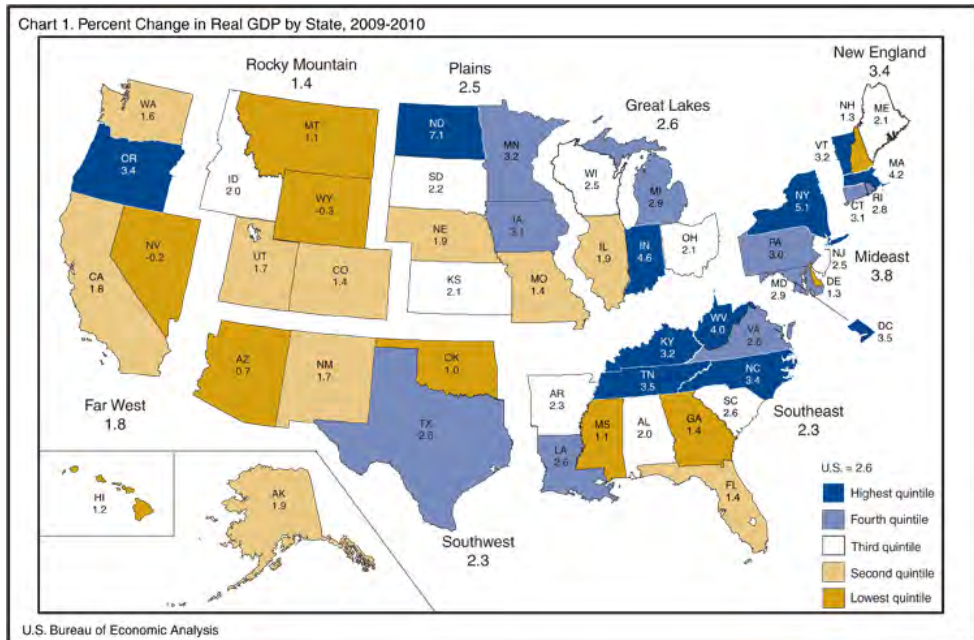 Chart 1. Percent Change in Real GDP by State, 2009-2010
New England
3.4
Rocky Mountain
1.4
Plains
2.5
Great Lakes
2.6
WA
1.6
OR
3.4
ID
2.0
MT
1.1
WY
-0.3
NV
-0.2
CA
1.8
UT
1.7
CO
1.4
ND
7.1
SD
2.2
NE
1.9
KS
2.1
MN
3.2
IA
3.1
MO
1.4
WI
2.5
MI
2.9
IL
1.9
IN
4.6
OH
2.1
NH
1.3
ME
2.1
VT
3.2
MA
4.2
NY
5.1
RI
2.8
CT
3.1
PA
3.0
NJ
2.5
Mideast
3.8
MD
2.9
DE
1.3
DC
3.5
WV
4.0
VA
KY
3.2
TN
3.5
NC
3.4
SC
2.6
Southeast
2.3
AZ
0.7
NM
1.7
OK
1.0
TX
AR
2.3
LA
2.6
MS
1.1
AL
2.0
GA
1.4
FL
1.4
Far West
1.8
HI
1.2
AK
1.9
Southwest
2.3
U.S. = 2.6
Highest quintile
Fourth quintile
Third quintile
Second quintile
Lowest quintile
U.S. Bureau of Economic Analysis